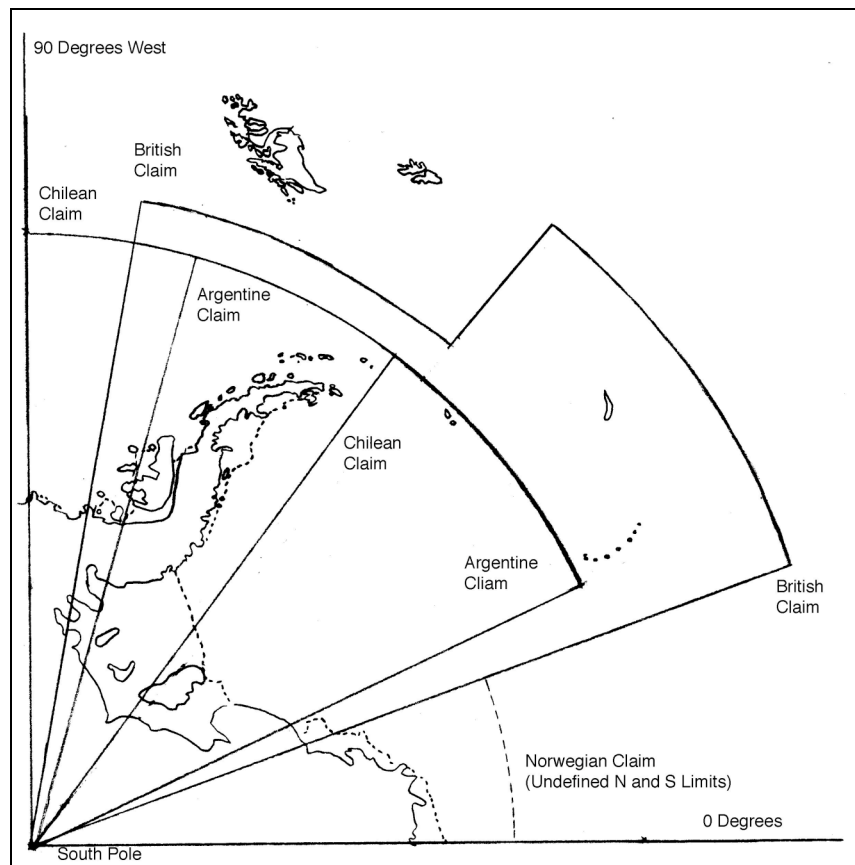 90 Degrees West
British
Claim
Chilean
Claim
Argentine
Claim
Chilean
Claim
Argentine
Cliam
British
Claim
Norwegian Claim
(Undefined N and S Limits)
0 Degrees
South Pole